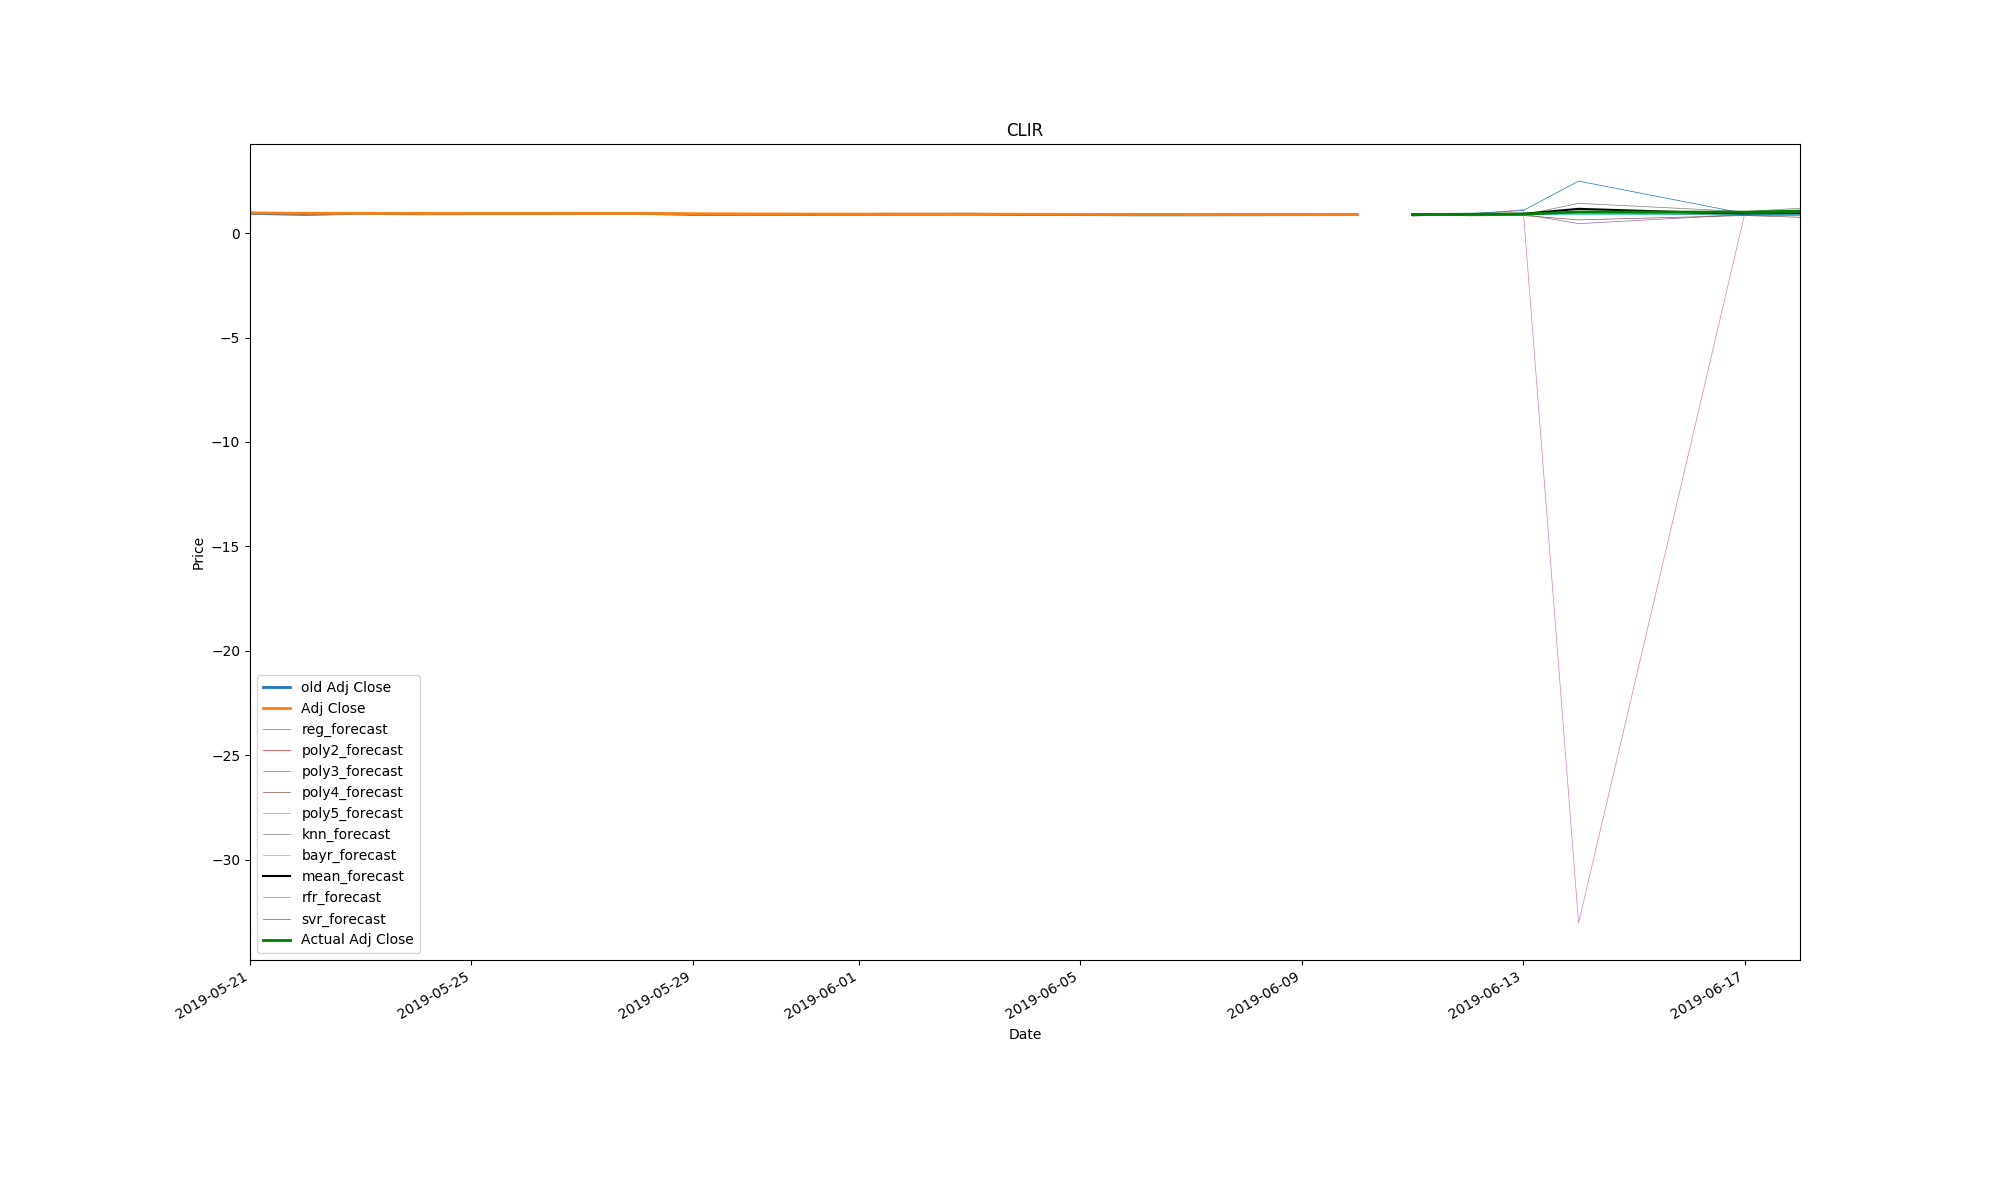 CLIR
0
−5
−10
−15
−20
−25
−30
Price
old Adj Close
Adj Close
reg_forecast
poly2_forecast
poly3_forecast
poly4_forecast
poly5_forecast
knn_forecast
bayr_forecast
mean_forecast
rfr_forecast
svr_forecast
Actual Adj Close
2019-05-21
2019-05-25
2019-05-29
2019-06-01
2019-06-05
2019-06-09
2019-06-13
2019-06-17
Date